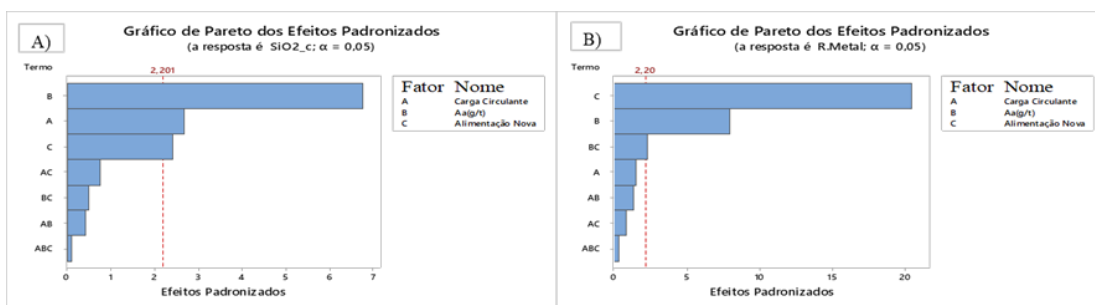 A)
Gráfico de Pareto dos Efeitos Padronizados
(a resposta é SiO2_c; α = 0,05)
Termo
2,201
B
A
C
AC
BC
AB
ABC
0 1 2 3 4 5 6 7
Efeitos Padronizados
Fator Nome
A Carga Circulante
B Aa(g/t)
C Alimentação Nova
B)
Gráfico de Pareto dos Efeitos Padronizados
(a resposta é R.Metal; α = 0,05)
Termo
2,20
C
B
BC
A
AB
AC
ABC
0 5 10 15 20
Efeitos Padronizados
Fator Nome
A Carga Circulante
B Aa(g/t)
C Alimentação Nova